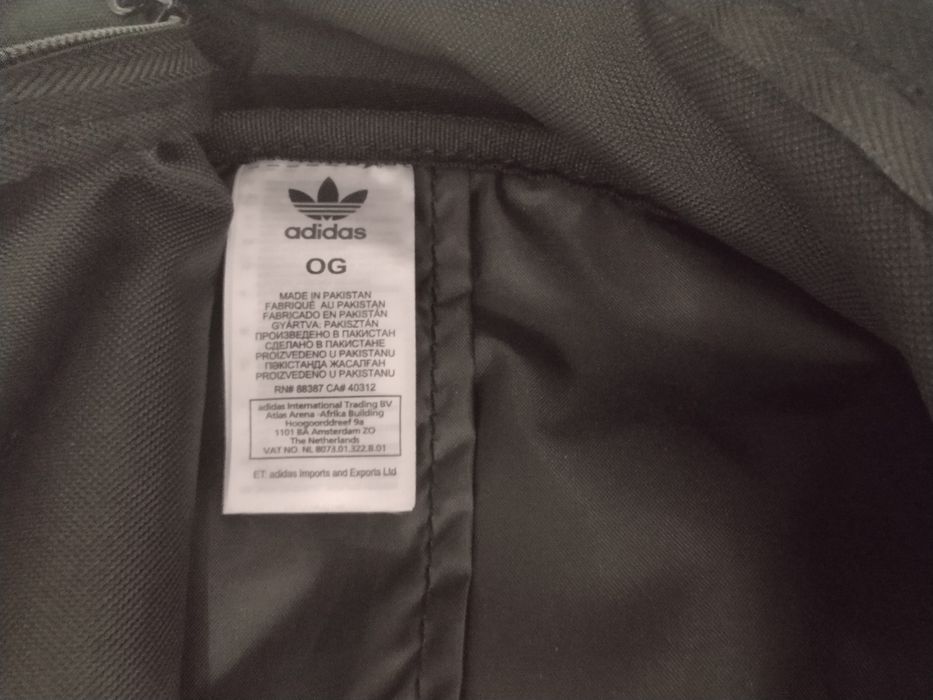 adidas
OG
MADE IN PAKISTAN
FABRIQUÉ AU PAKISTAN
FABRICADO EN PAKISTÁN
GYÁRTVA: PAKISZTÁN
ПРОИЗВЕДЕНО В ПАКИСТАН
СДЕЛАНО В ПАКИСТАНЕ
PROIZVEDENO U PAKISTANU
ПӘКІСТАНДА ЖАСАЛҒАН
PROIZVEDENO U PAKISTANU
RN# 88387 CA# 40312
adidas International Trading BV
Atlas Arena -Afrika Building
Hoogoorddreef 9a
1101 BA Amsterdam ZO
The Netherlands
VAT NO. NL 8073.01.322.B.01
ET: adidas Imports and Exports Ltd